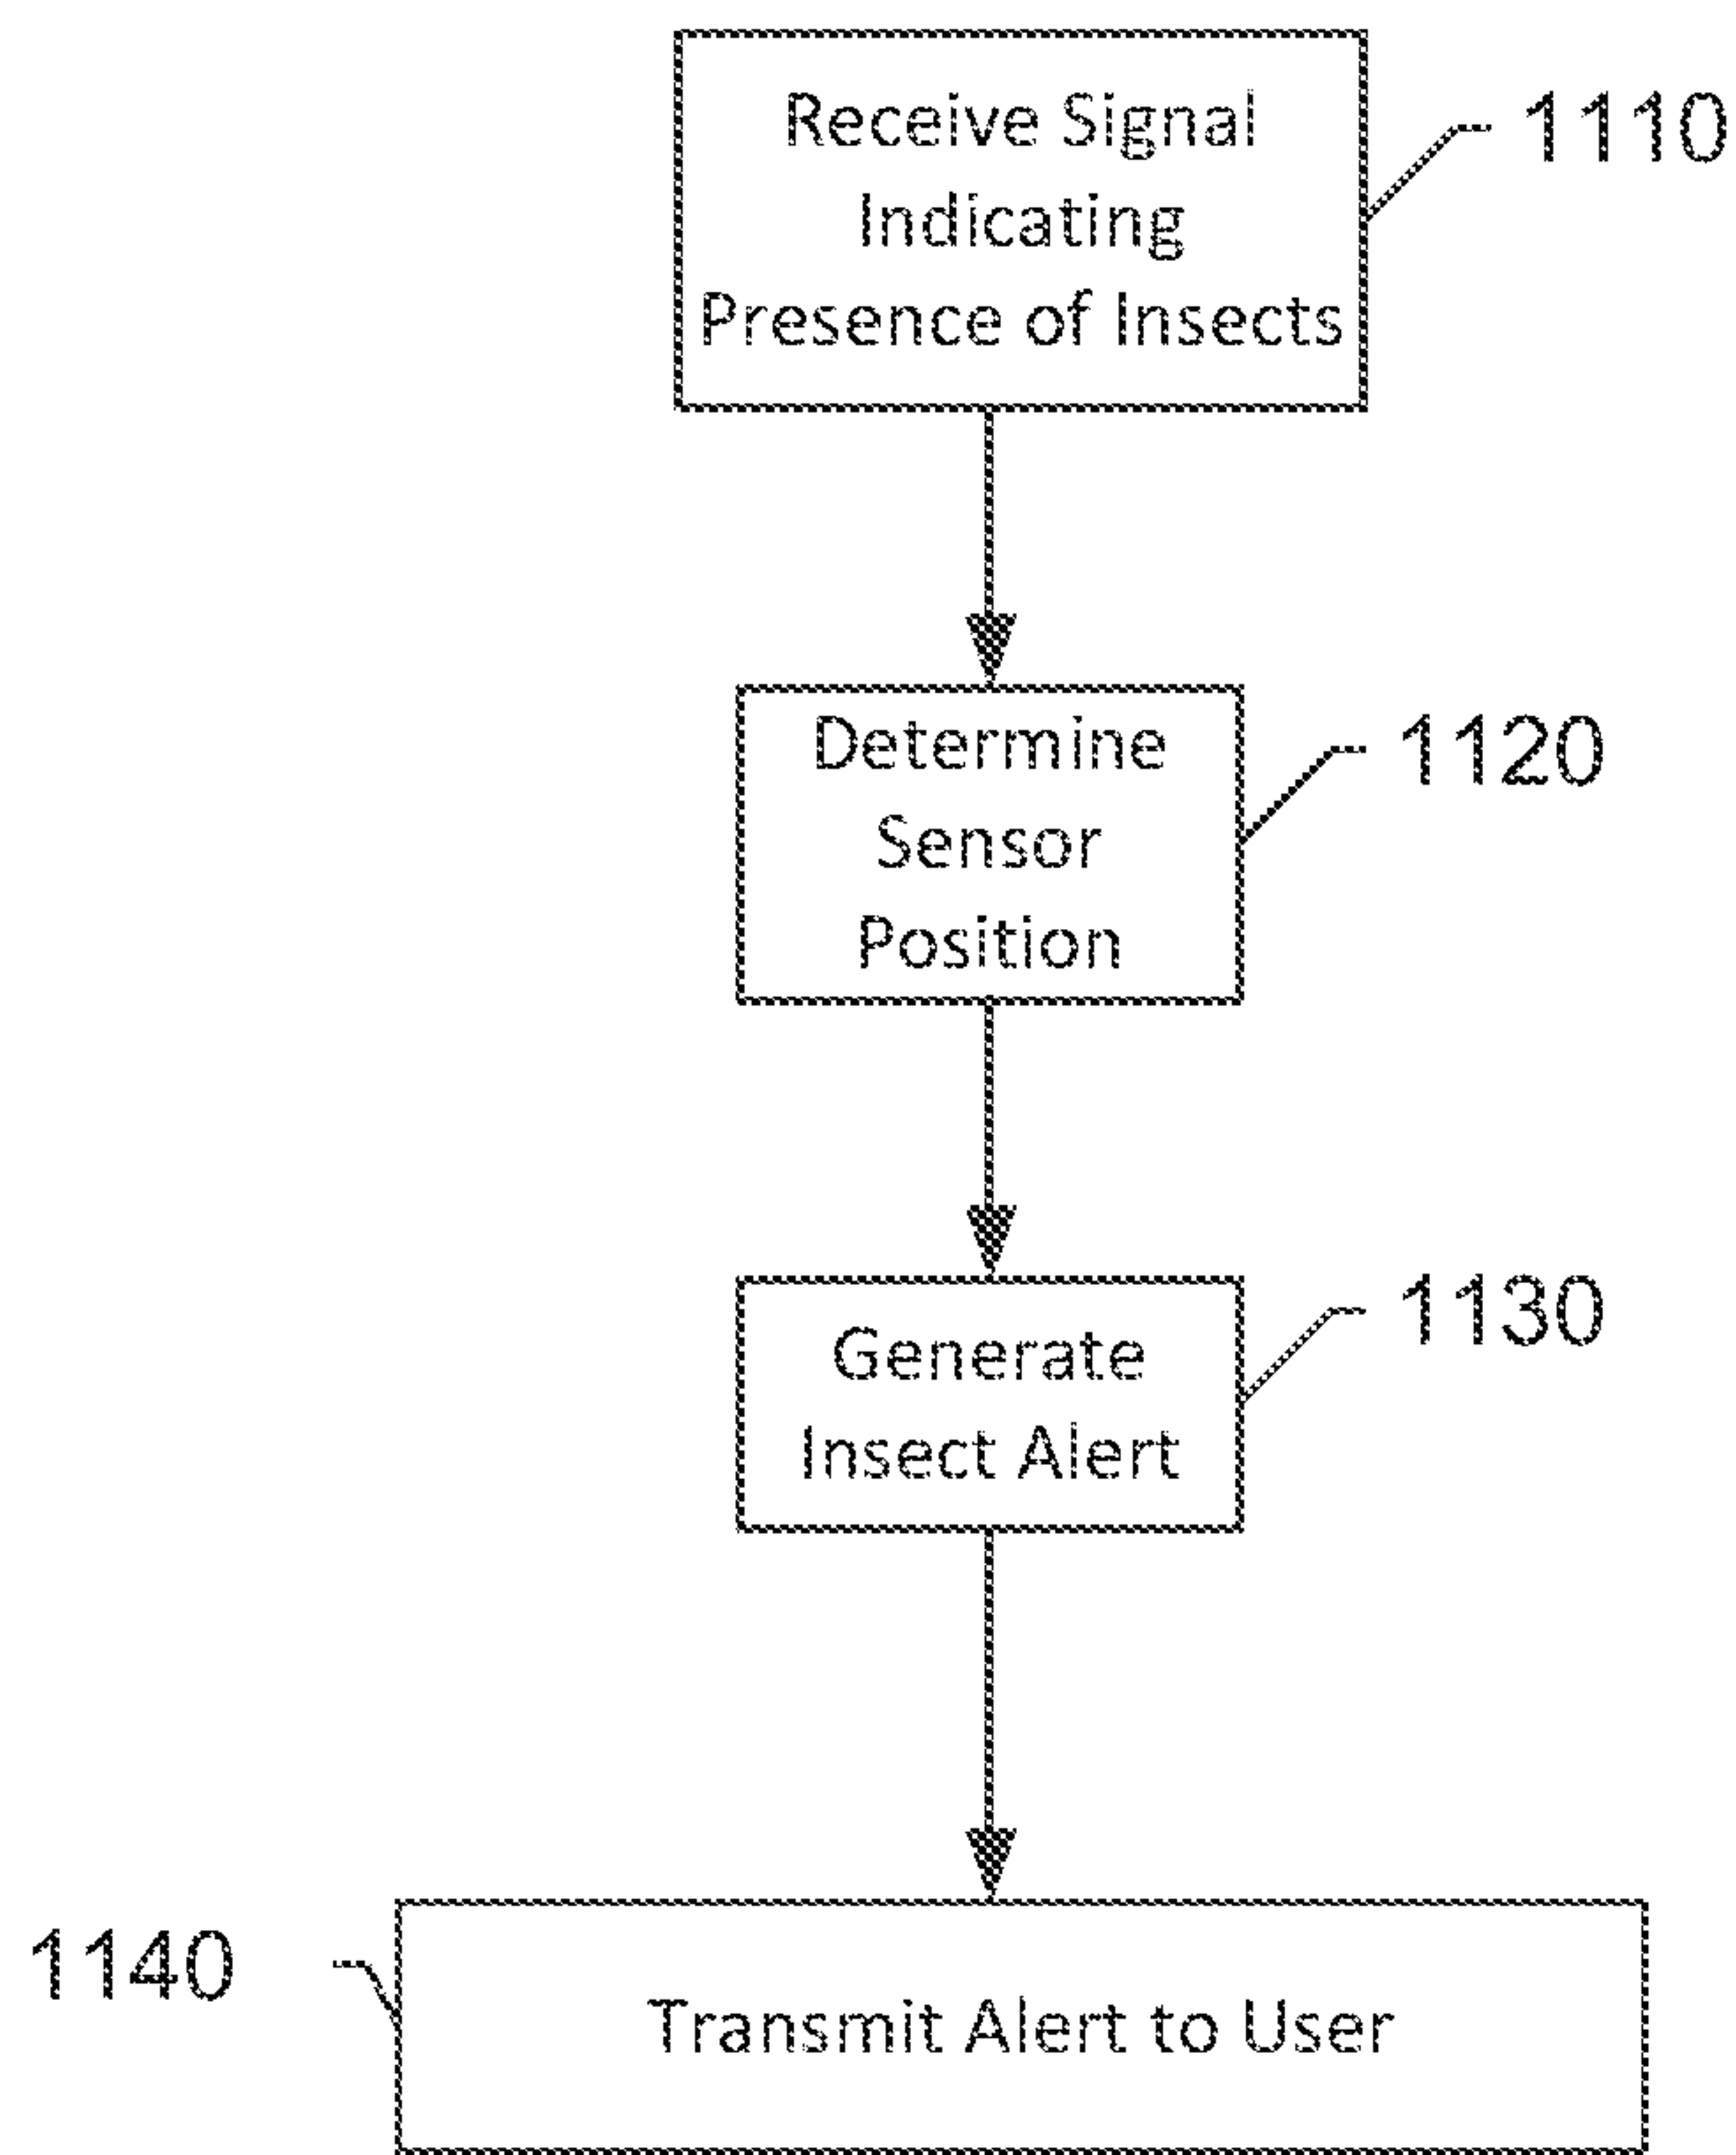 Receive Signal
Indicating
Presence of Insects
1110
Determine
Sensor
Position
1120
Generate
Insect Alert
1130
1140
Transmit Alert to User